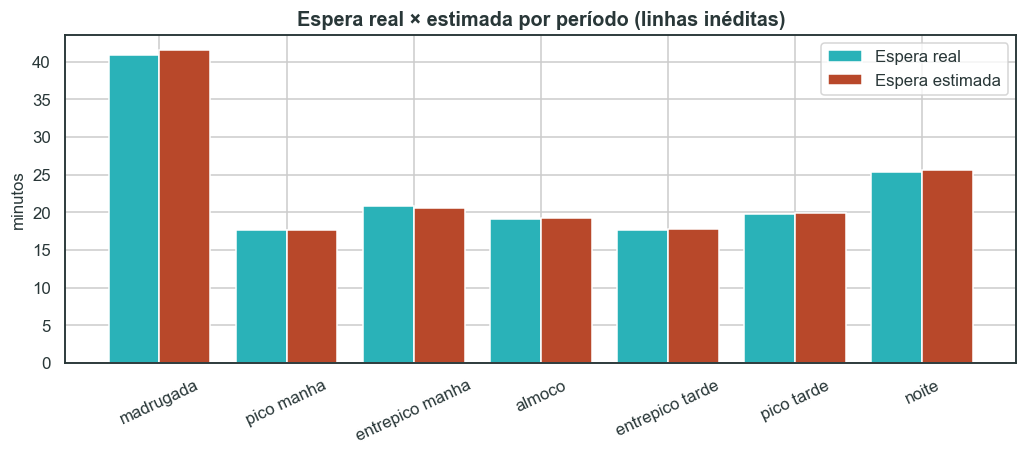 Espera real × estimada por período (linhas inéditas)
Espera real
Espera estimada
minutos
40
35
30
25
20
15
10
5
0
madrugada
pico manha
entrepico manha
almoco
entrepico tarde
pico tarde
noite